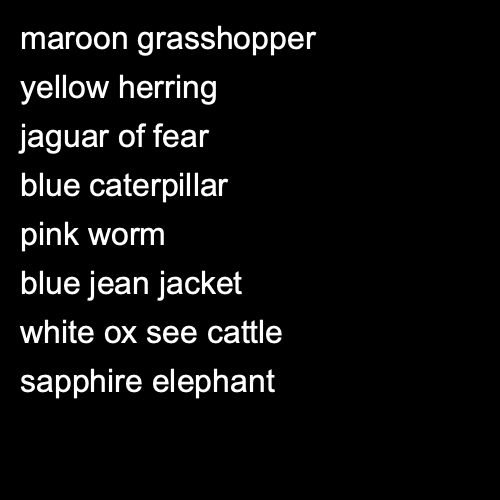 maroon grasshopper
yellow herring
jaguar of fear
blue caterpillar
pink worm
blue jean jacket
white ox see cattle
sapphire elephant